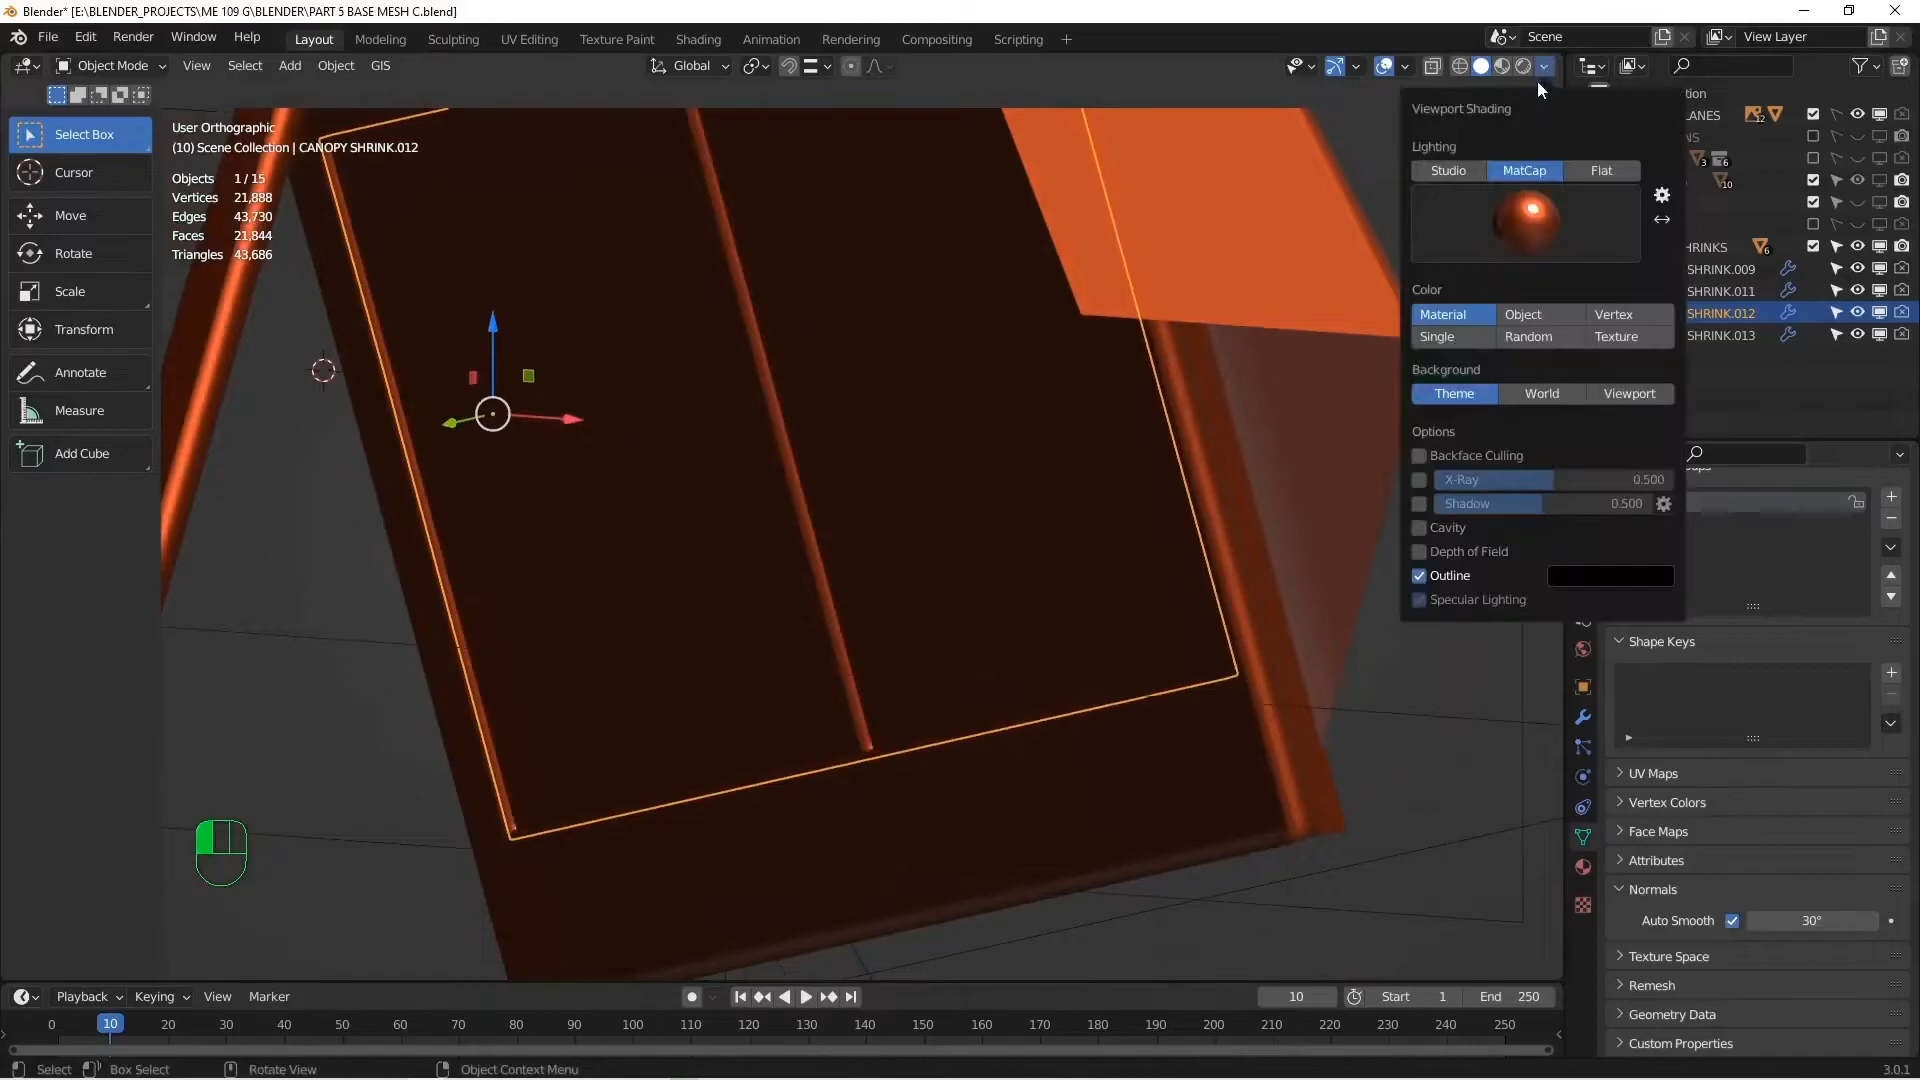 Blender* [E:\BLENDER_PROJECTS\ME 109 G\BLENDER\PART 5 BASE MESH C.blend]
File Edit Render Window Help Layout Modeling Sculpting UV Editing Texture Paint Shading Animation Rendering Compositing Scripting + Scene View Layer
Object Mode View Select Add Object GIS Global
Select Box
Cursor
Move
Rotate
Scale
Transform
Annotate
Measure
Add Cube
User Orthographic
(10) Scene Collection | CANOPY SHRINK.012
Objects 1 / 15
Vertices 21,888
Edges 43,730
Faces 21,844
Triangles 43,686
Viewport Shading
Lighting
Studio MatCap Flat
Color
Material Object Vertex
Single Random Texture
Background
Theme World Viewport
Options
Backface Culling
X-Ray 0.500
Shadow 0.500
Cavity
Depth of Field
Outline
Specular Lighting
ction
LANES 12
NS
3 6
10
HRINKS 6
SHRINK.009
SHRINK.011
SHRINK.012
SHRINK.013
Shape Keys
UV Maps
Vertex Colors
Face Maps
Attributes
Normals
Auto Smooth 30°
Texture Space
Remesh
Geometry Data
Custom Properties
Playback Keying View Marker 10 Start 1 End 250
0 10 20 30 40 50 60 70 80 90 100 110 120 130 140 150 160 170 180 190 200 210 220 230 240 250
Select Box Select Rotate View Object Context Menu 3.0.1